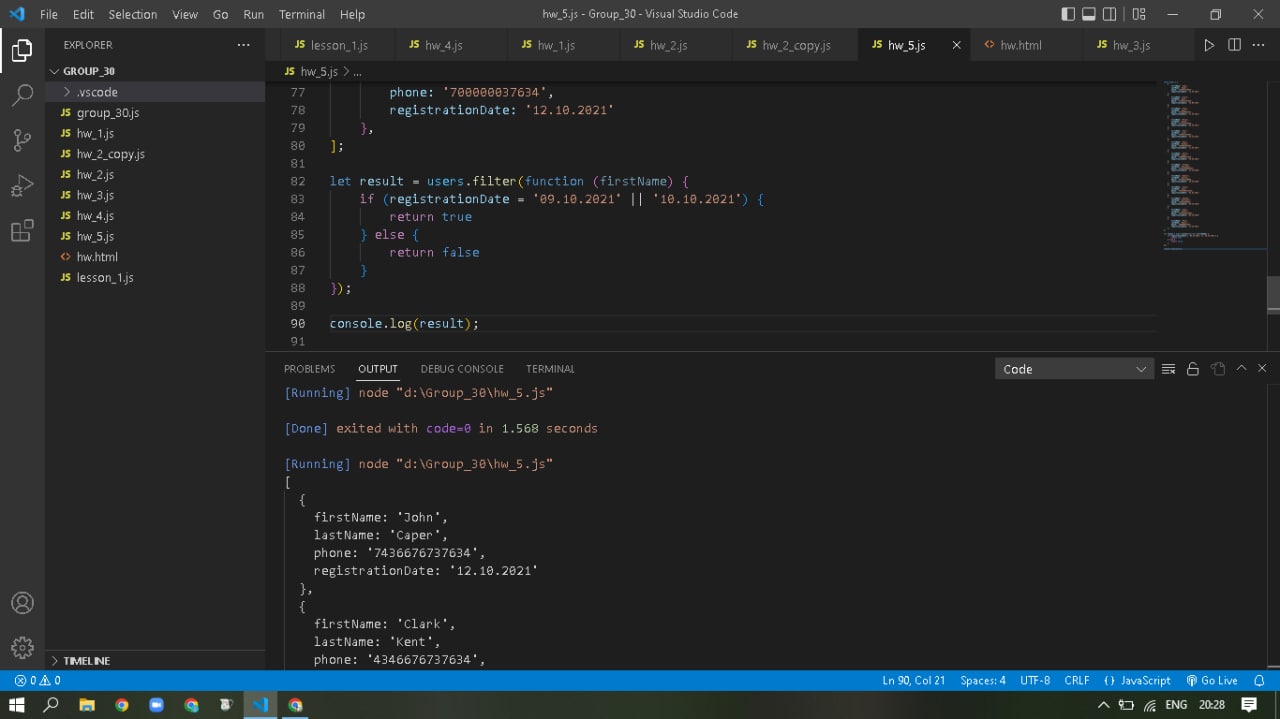 File Edit Selection View Go Run Terminal Help
hw_5.js - Group_30 - Visual Studio Code
EXPLORER
JS lesson_1.js
JS hw_4.js
JS hw_1.js
JS hw_2.js
JS hw_2_copy.js
JS hw_5.js
<> hw.html
JS hw_3.js
GROUP_30
.vscode
JS group_30.js
JS hw_1.js
JS hw_2_copy.js
JS hw_2.js
JS hw_3.js
JS hw_4.js
JS hw_5.js
<> hw.html
JS lesson_1.js
TIMELINE
JS hw_5.js > ...
77 phone: '700000037634',
78 registrationDate: '12.10.2021'
79 },
80 ];
81
82 let result = users.filter(function (firstName) {
83 if (registrationDate = '09.10.2021' || '10.10.2021') {
84 return true
85 } else {
86 return false
87 }
88 });
89
90 console.log(result);
91
PROBLEMS OUTPUT DEBUG CONSOLE TERMINAL
Code
[Running] node "d:\Group_30\hw_5.js"
[Done] exited with code=0 in 1.568 seconds
[Running] node "d:\Group_30\hw_5.js"
[
{
firstName: 'John',
lastName: 'Caper',
phone: '7436676737634',
registrationDate: '12.10.2021'
},
{
firstName: 'Clark',
lastName: 'Kent',
phone: '4346676737634',
0 0
Ln 90, Col 21 Spaces: 4 UTF-8 CRLF {} JavaScript Go Live
ENG 20:28